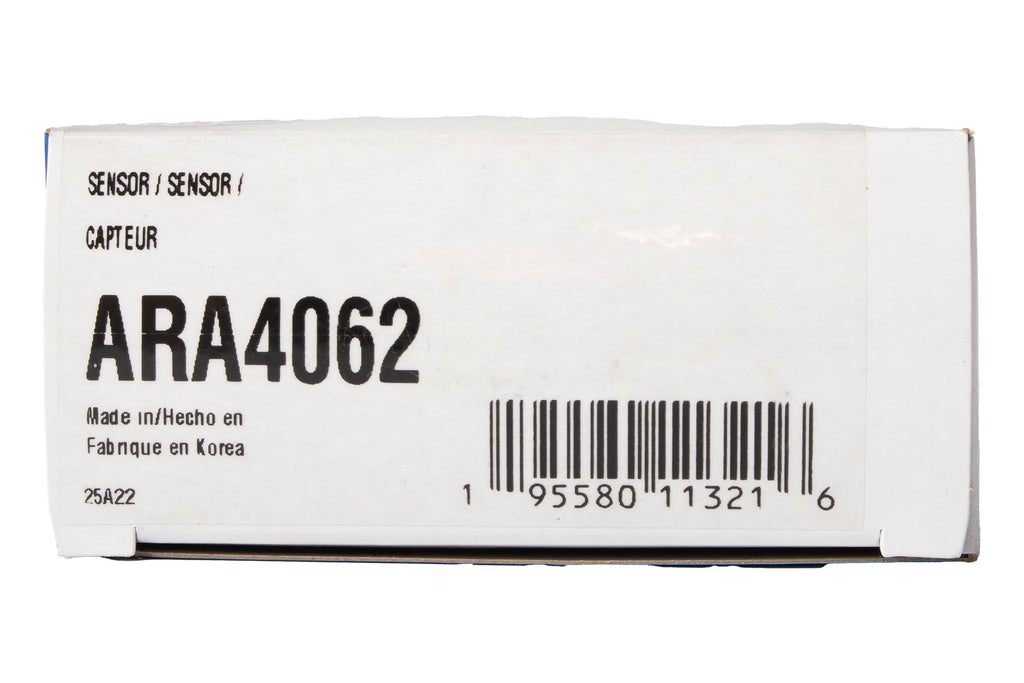 SENSOR / SENSOR /
CAPTEUR
ARA4062
Made in/Hecho en
Fabrique en Korea
25A22
1 95580 11321 6